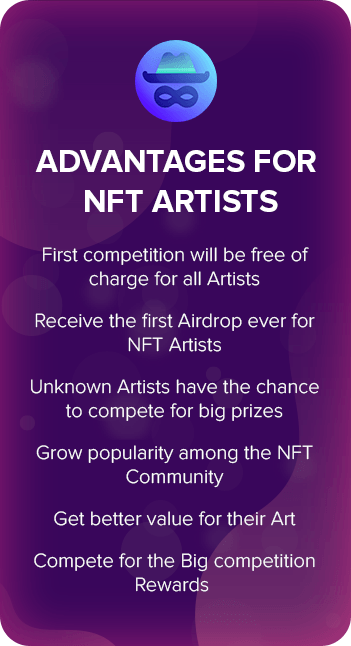 ADVANTAGES FOR
NFT ARTISTS
First competition will be free of
charge for all Artists
Receive the first Airdrop ever for
NFT Artists
Unknown Artists have the chance
to compete for big prizes
Grow popularity among the NFT
Community
Get better value for their Art
Compete for the Big competition
Rewards